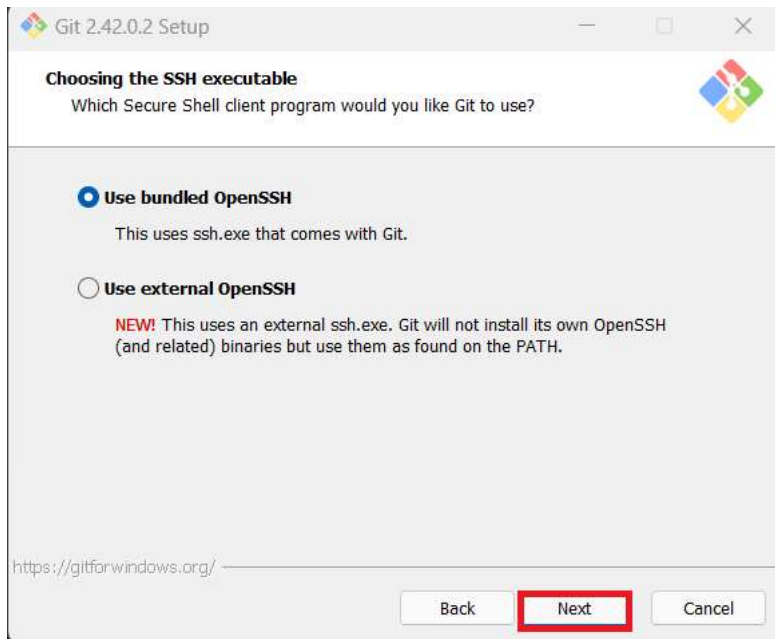 Git 2.42.0.2 Setup
Choosing the SSH executable
Which Secure Shell client program would you like Git to use?
Use bundled OpenSSH
This uses ssh.exe that comes with Git.
Use external OpenSSH
NEW! This uses an external ssh.exe. Git will not install its own OpenSSH
(and related) binaries but use them as found on the PATH.
https://gitforwindows.org/
Back Next Cancel